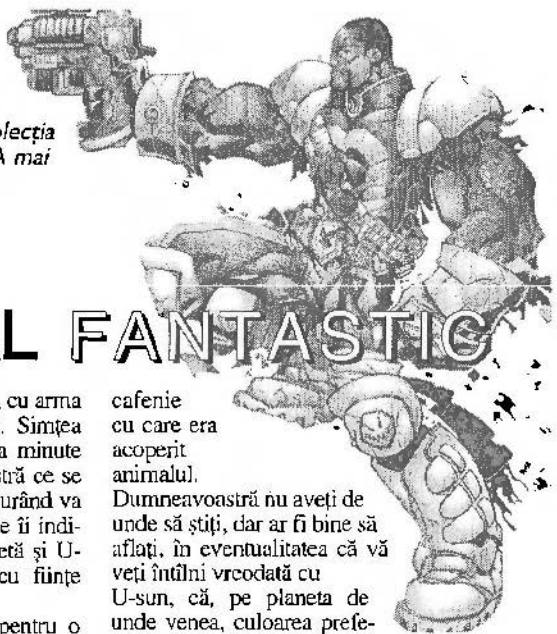 olecția
A mai
L FANTASTIC
cu arma
Simțea
a minute
stră ce se
curând va
e îi indi-
etă și U-
cu ființe
pentru o
cafenie
cu care era
acoperit
animalul.
Dumneavoastră nu aveți de
unde să știți, dar ar fi bine să
aflați, în eventualitatea că vă
veți întîlni vreodată cu
U-sun, că, pe planeta de
unde venea, culoarea prefe-